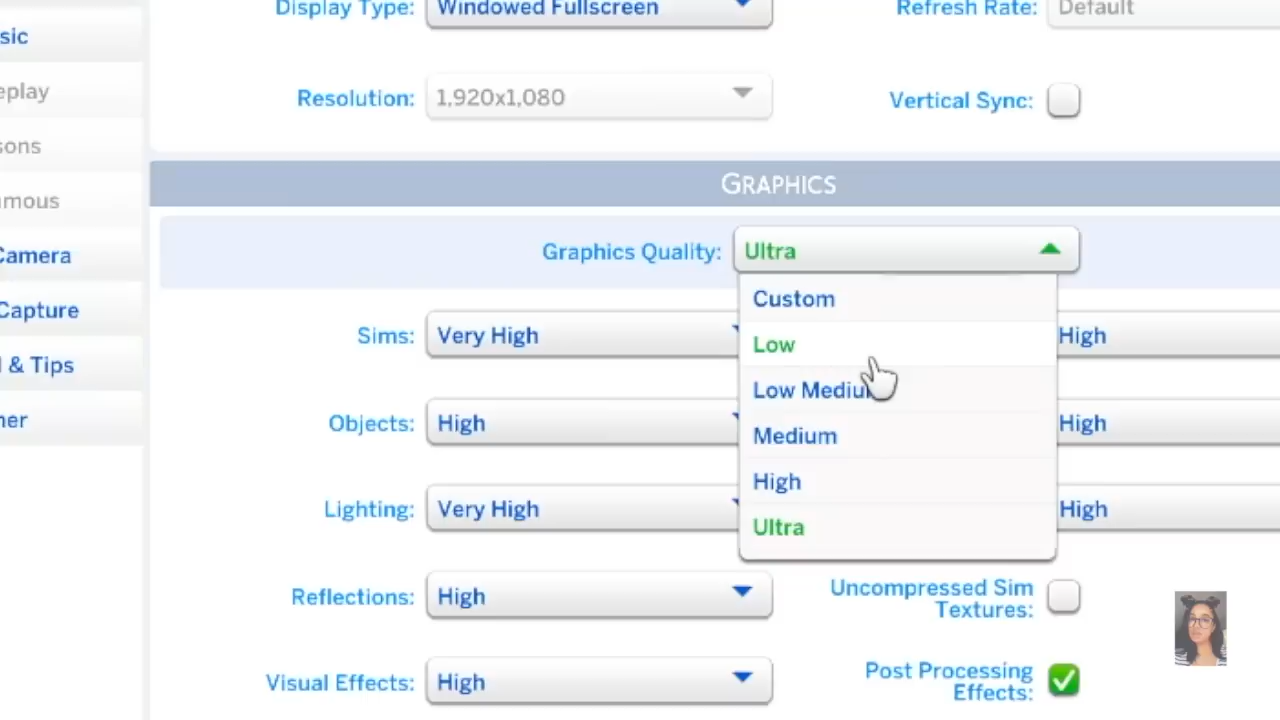 Display Type: Windowed Fullscreen Refresh Rate: Default
sic
eplay
Resolution: 1,920x1,080 Vertical Sync:
sons
GRAPHICS
umous
Camera
Graphics Quality: Ultra
Custom
Capture
Sims: Very High High
Low
& Tips
Low Medium
Objects: High High
ner
Medium
High
Lighting: Very High High
Ultra
Reflections: High Uncompressed Sim
Textures:
Visual Effects: High Post Processing
Effects: